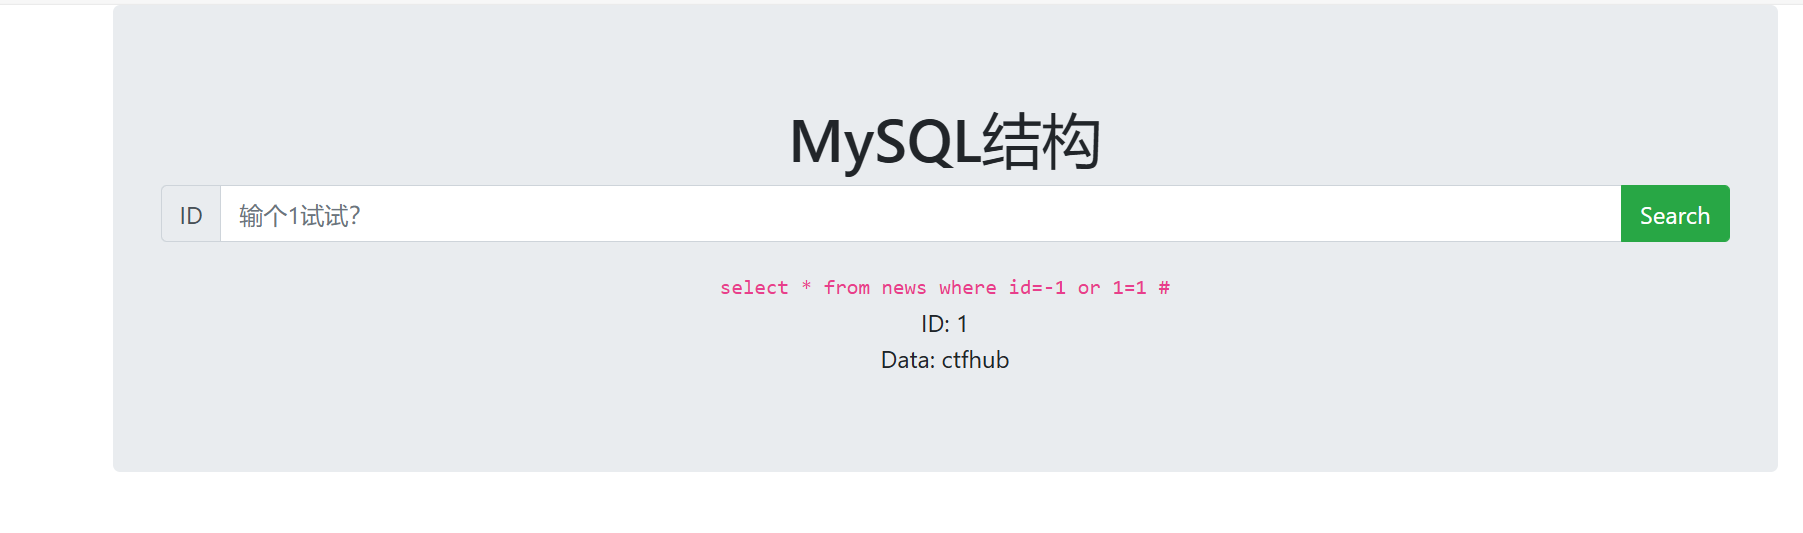 MySQL结构
ID 输个1试试? Search
select * from news where id=-1 or 1=1 #
ID: 1
Data: ctfhub